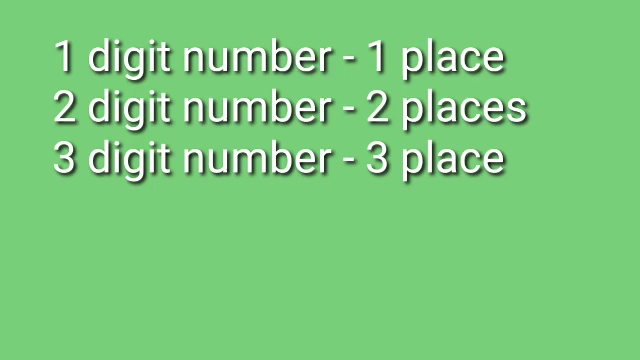 1 digit number - 1 place
2 digit number - 2 places
3 digit number - 3 place